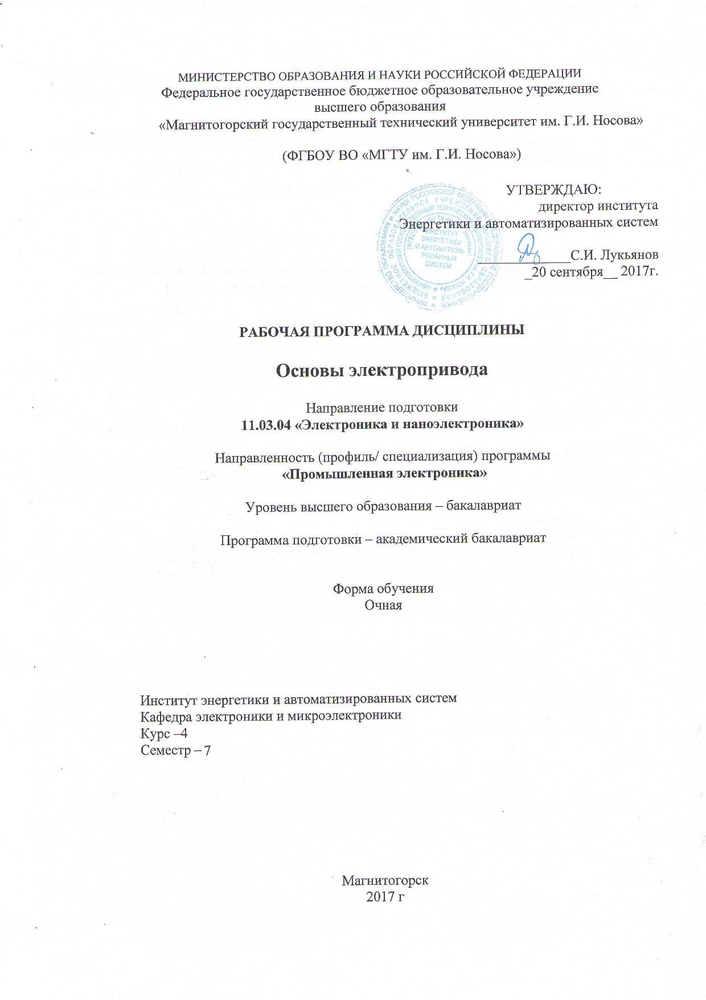 МИНИСТЕРСТВО ОБРАЗОВАНИЯ И НАУКИ РОССИЙСКОЙ ФЕДЕРАЦИИ
Федеральное государственное бюджетное образовательное учреждение
высшего образования
«Магнитогорский государственный технический университет им. Г.И. Носова»
(ФГБОУ ВО «МГТУ им. Г.И. Носова»)
УТВЕРЖДАЮ:
директор института
Энергетики и автоматизированных систем
_____________С.И. Лукьянов
_20 сентября__ 2017г.
ИНСТИТУТ
ЭНЕРГЕТИКИ
И АВТОМАТИЗИ-
РОВАННЫХ
СИСТЕМ
РАБОЧАЯ ПРОГРАММА ДИСЦИПЛИНЫ
Основы электропривода
Направление подготовки
11.03.04 «Электроника и наноэлектроника»
Направленность (профиль/ специализация) программы
«Промышленная электроника»
Уровень высшего образования – бакалавриат
Программа подготовки – академический бакалавриат
Форма обучения
Очная
Институт энергетики и автоматизированных систем
Кафедра электроники и микроэлектроники
Курс –4
Семестр – 7
Магнитогорск
2017 г